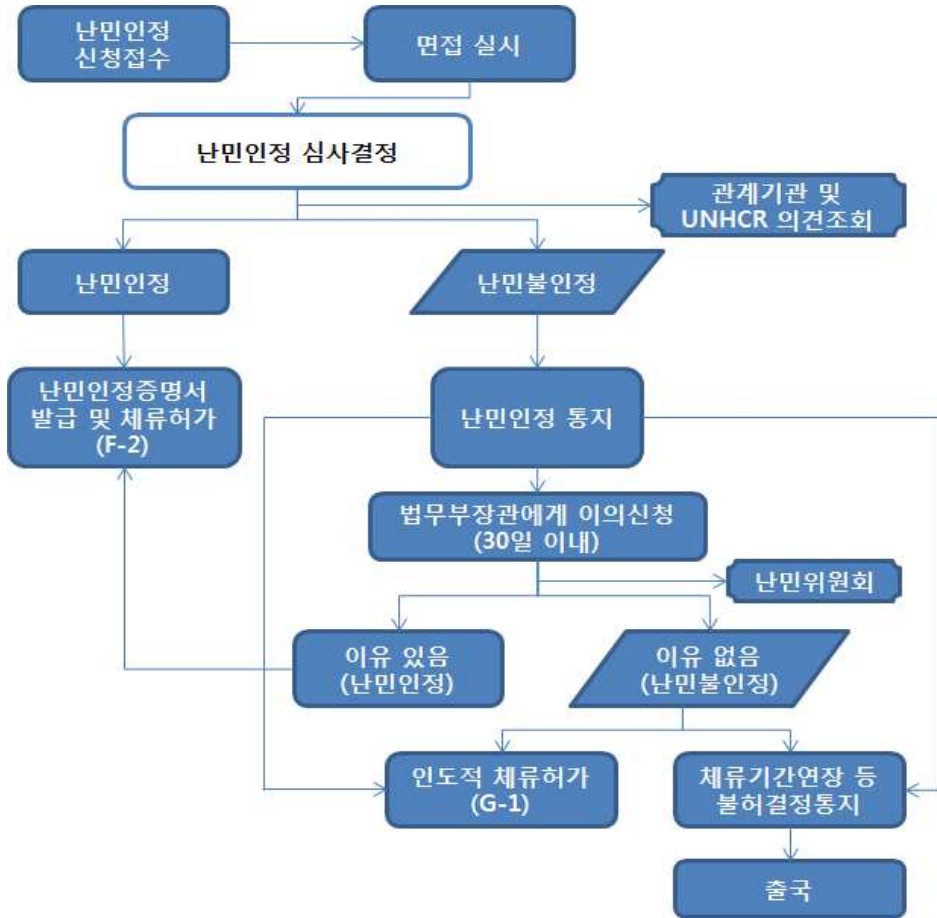 난민인정
신청접수
면접 실시
난민인정 심사결정
관계기관 및
UNHCR 의견조회
난민인정
난민불인정
난민인정증명서
발급 및 체류허가
(F-2)
난민인정 통지
법무부장관에게 이의신청
(30일 이내)
난민위원회
이유 있음
(난민인정)
이유 없음
(난민불인정)
인도적 체류허가
(G-1)
체류기간연장 등
불허결정통지
출국